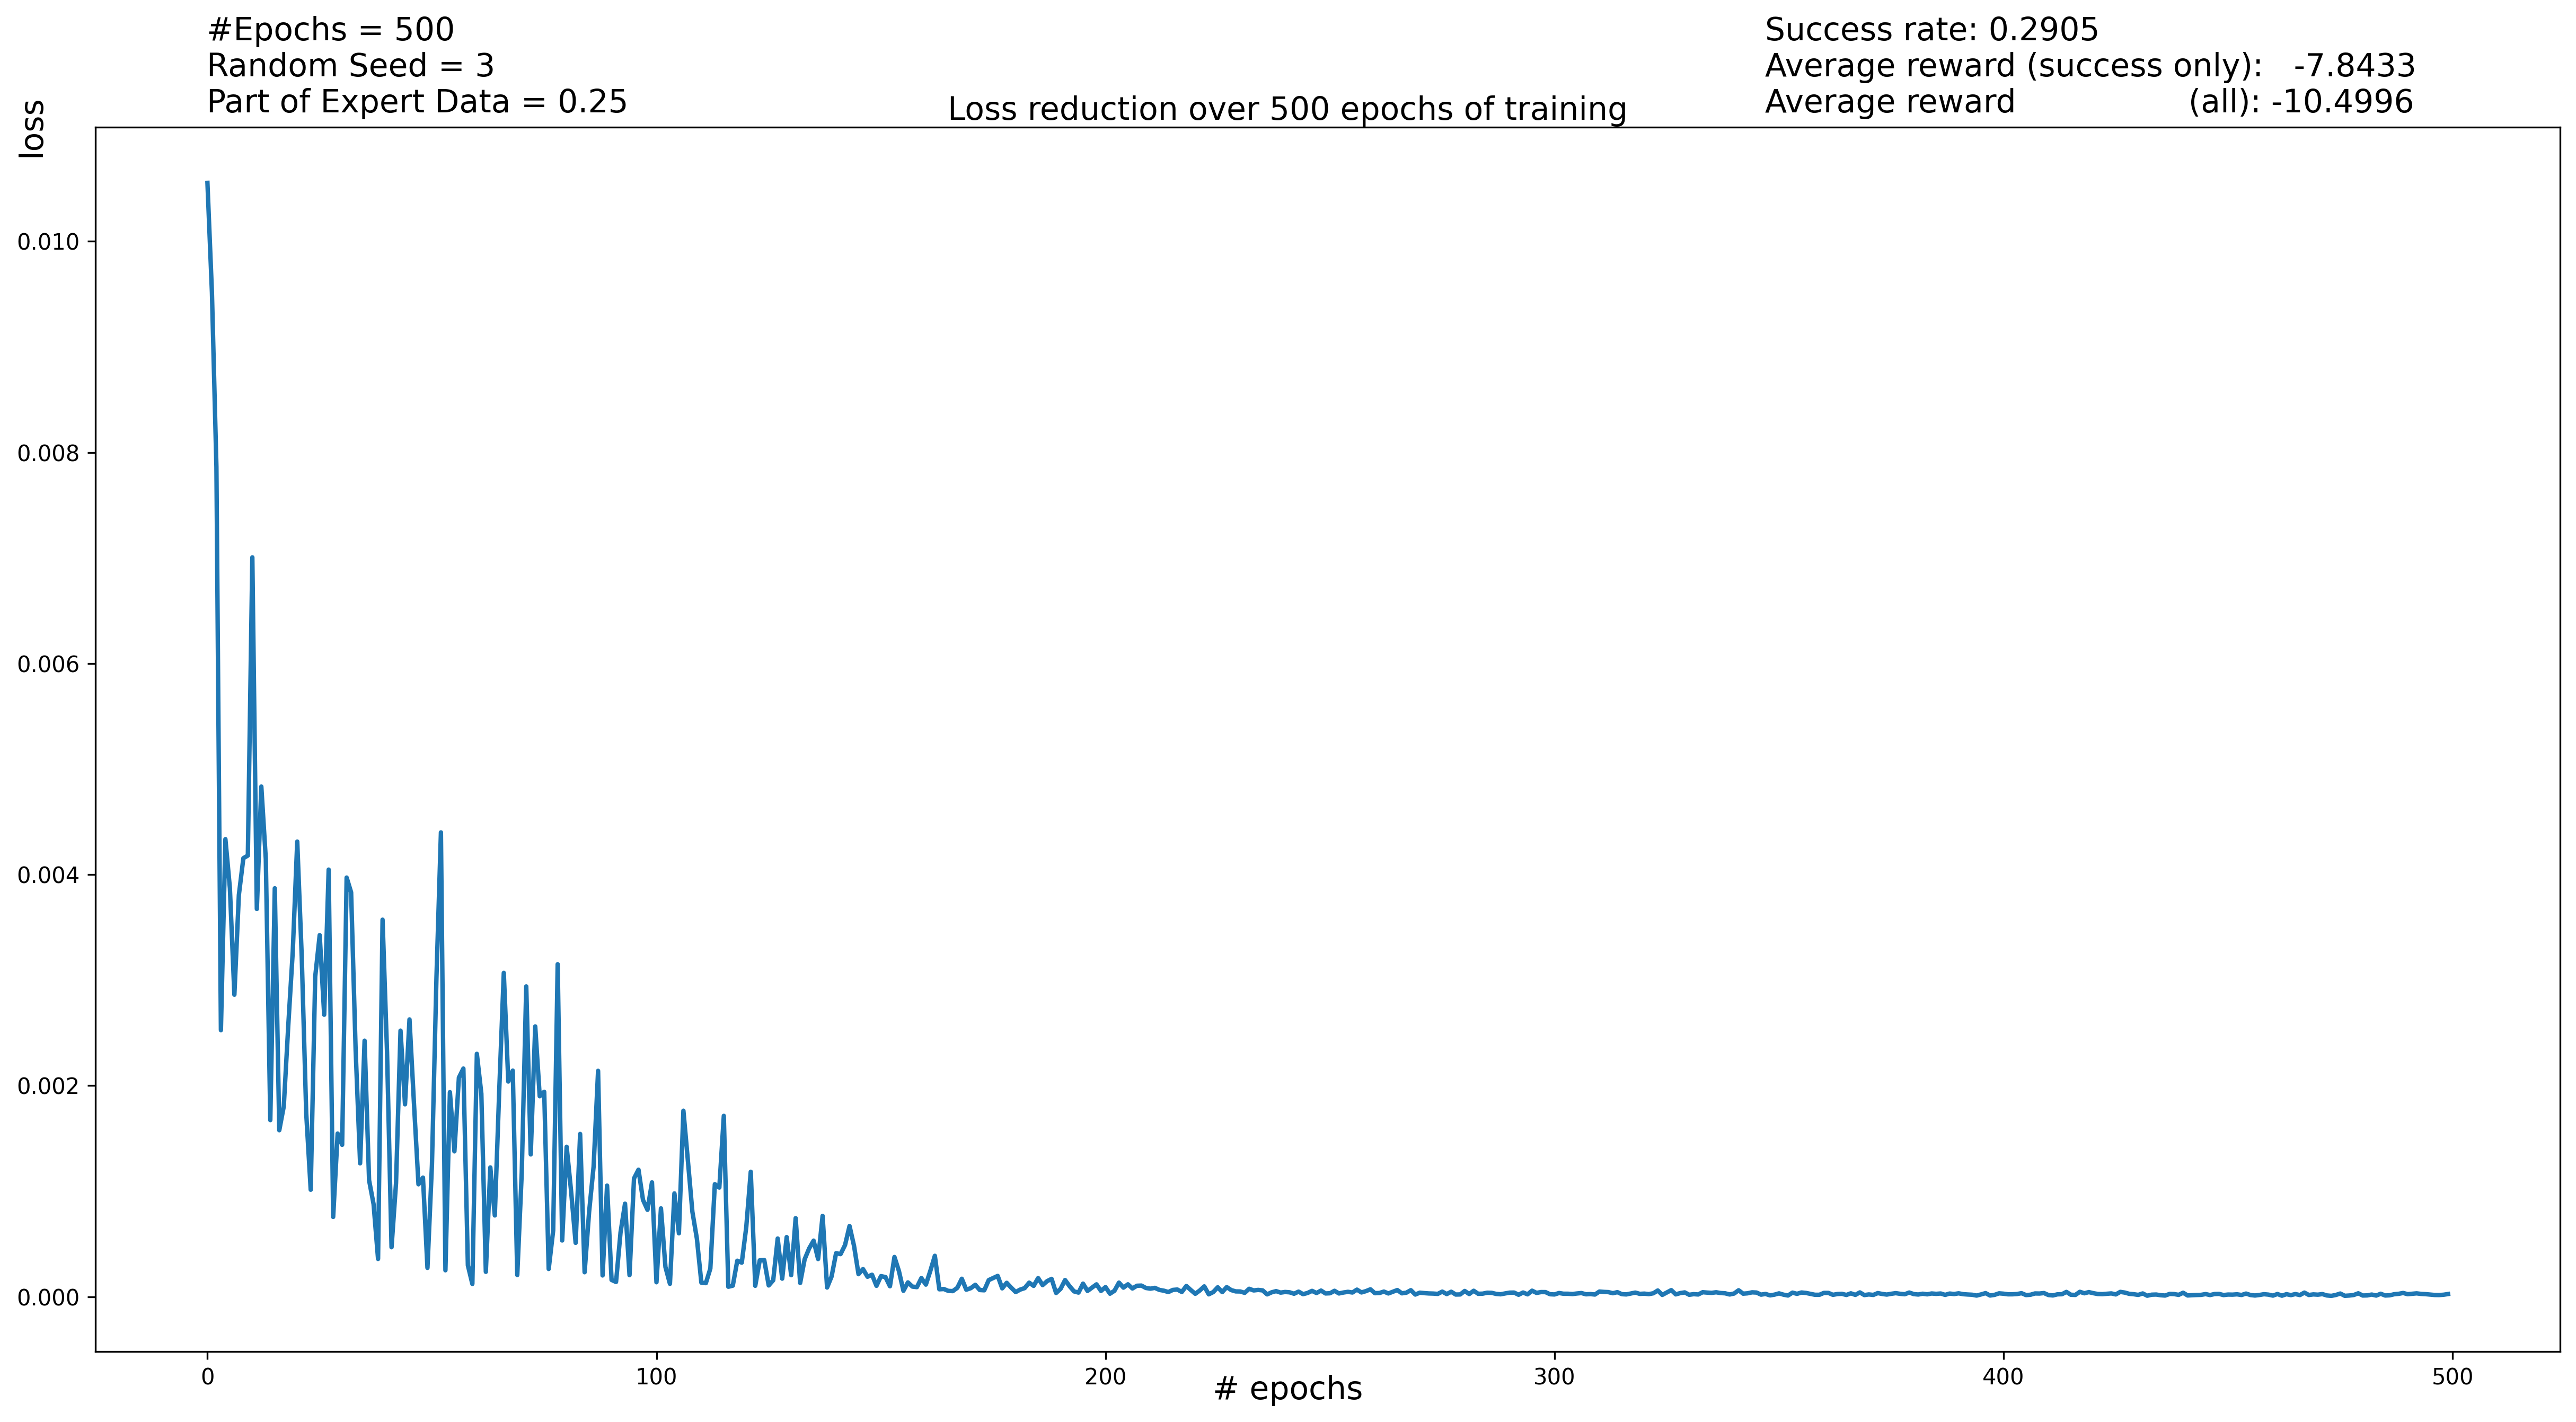 #Epochs = 500
Random Seed = 3
Part of Expert Data = 0.25
Success rate: 0.2905
Average reward (success only): -7.8433
Average reward (all): -10.4996
Loss reduction over 500 epochs of training
loss
0.010
0.008
0.006
0.004
0.002
0.000
0 100 200 300 400 500
# epochs